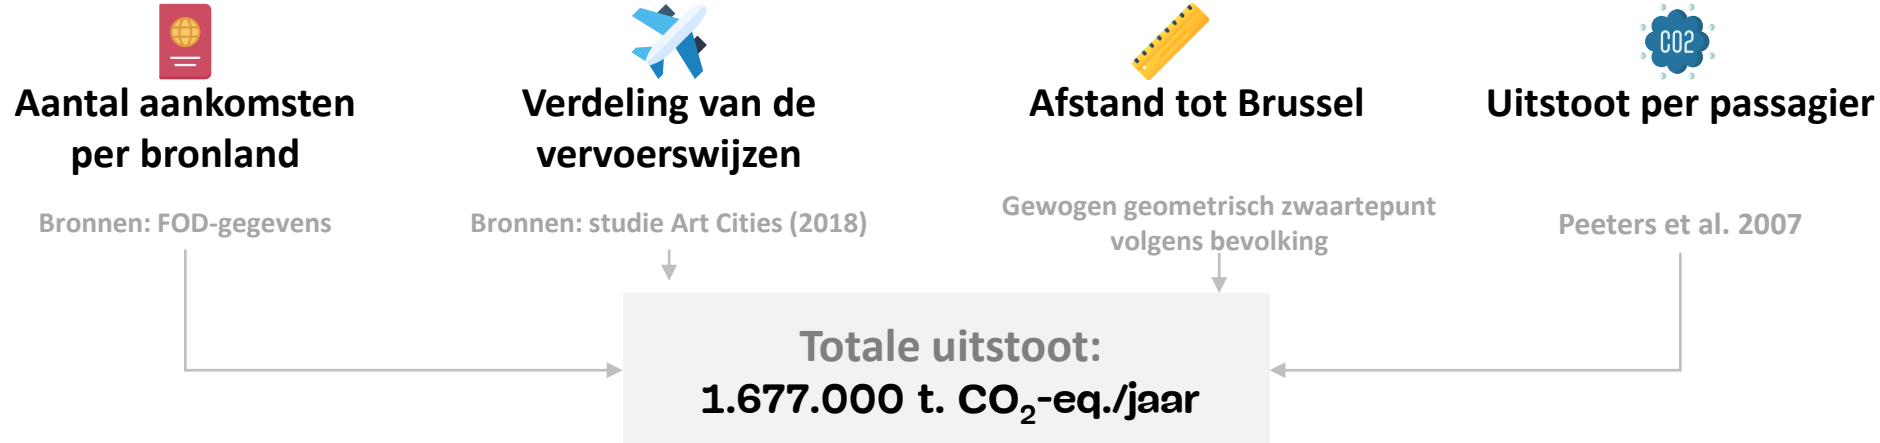 CO2
Aantal aankomsten
per bronland
Bronnen: FOD-gegevens
Verdeling van de
vervoerswijzen
Bronnen: studie Art Cities (2018)
Afstand tot Brussel
Gewogen geometrisch zwaartepunt
volgens bevolking
Uitstoot per passagier
Peeters et al. 2007
Totale uitstoot:
1.677.000 t. CO₂-eq./jaar